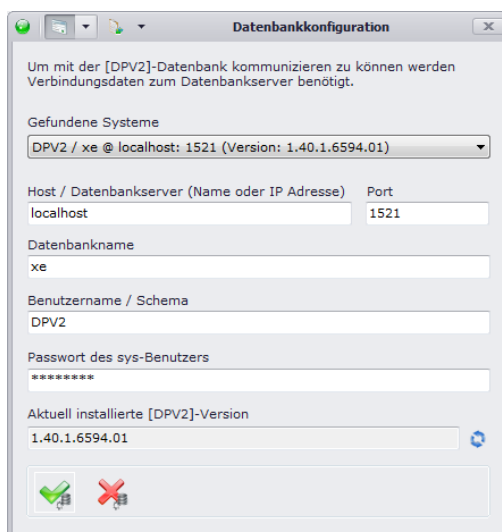 Datenbankkonfiguration
Um mit der [DPV2]-Datenbank kommunizieren zu können werden
Verbindungsdaten zum Datenbankserver benötigt.
Gefundene Systeme
DPV2 / xe @ localhost: 1521 (Version: 1.40.1.6594.01)
Host / Datenbankserver (Name oder IP Adresse) Port
localhost 1521
Datenbankname
xe
Benutzername / Schema
DPV2
Passwort des sys-Benutzers
********
Aktuell installierte [DPV2]-Version
1.40.1.6594.01